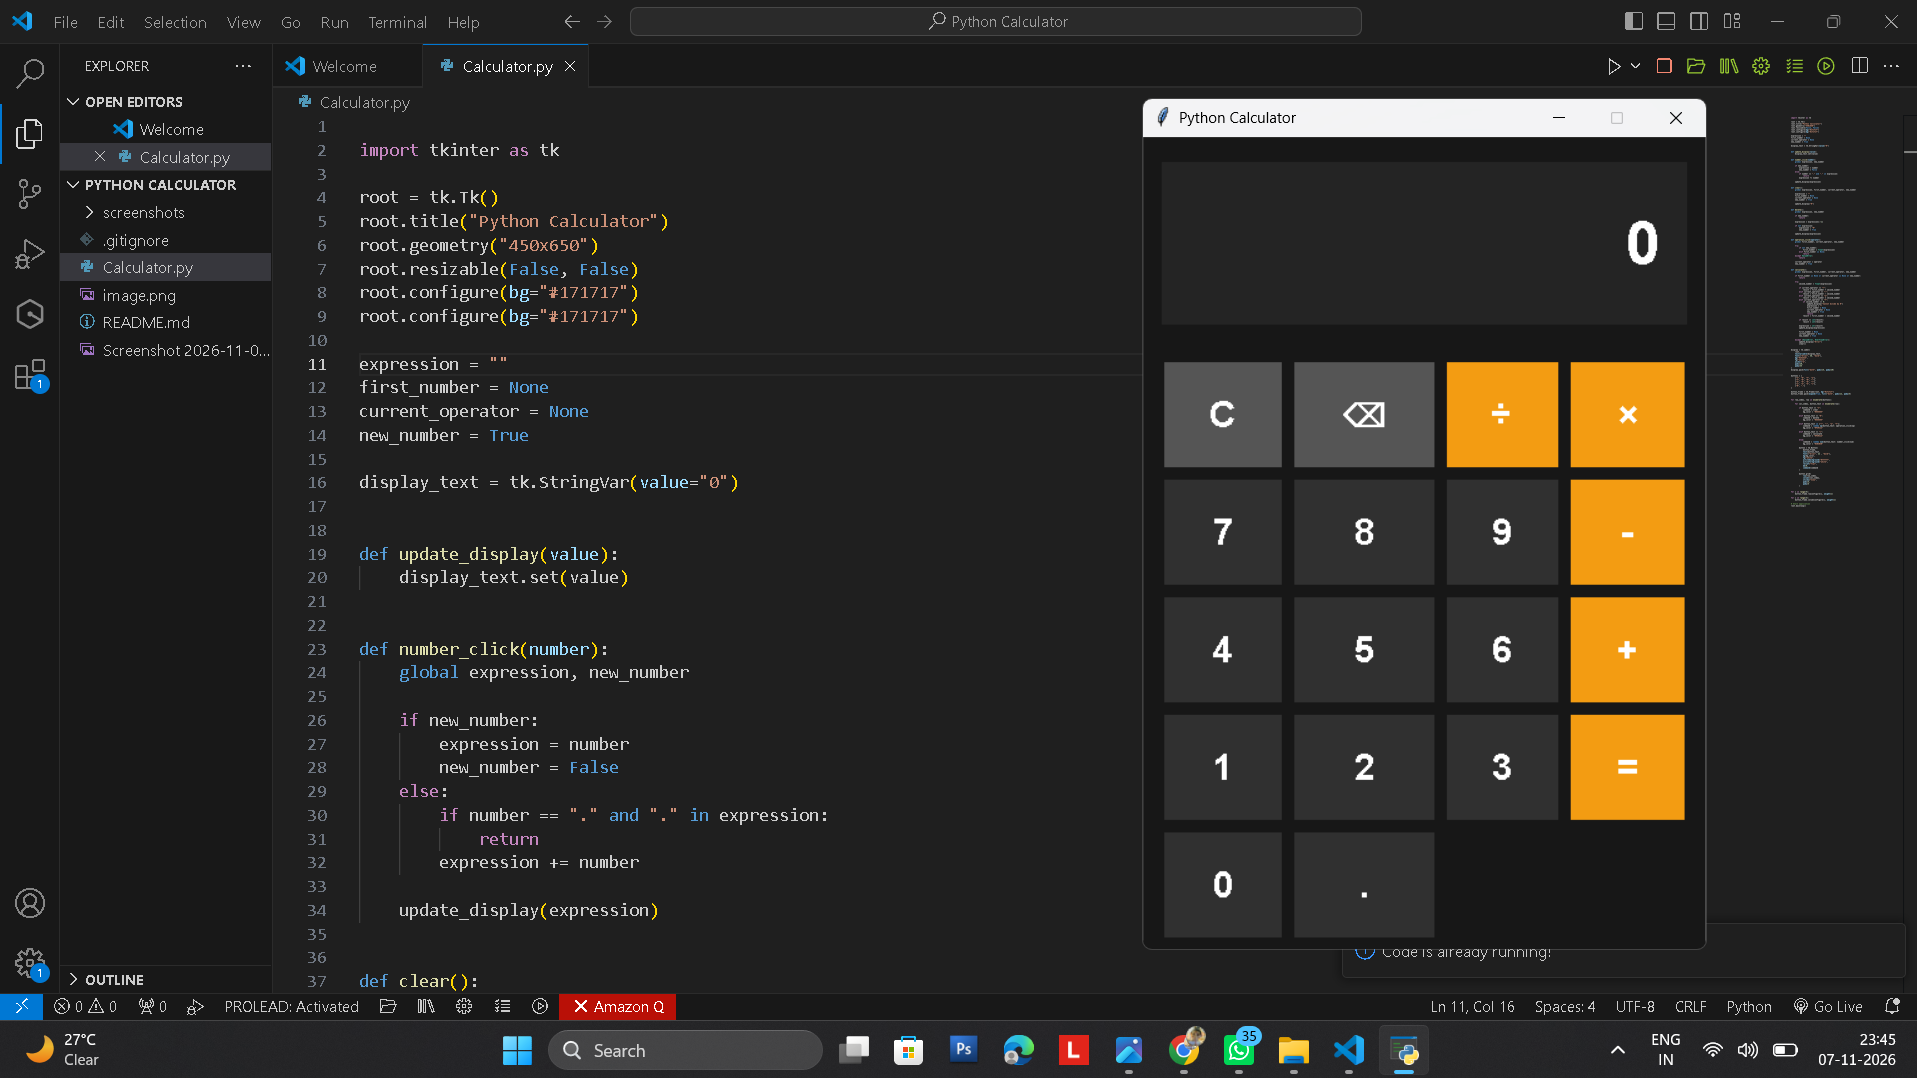 File Edit Selection View Go Run Terminal Help
Python Calculator
EXPLORER
OPEN EDITORS
Welcome
Calculator.py
PYTHON CALCULATOR
screenshots
.gitignore
Calculator.py
image.png
README.md
Screenshot 2026-11-0...
OUTLINE
Welcome
Calculator.py
Calculator.py
1
2 import tkinter as tk
3
4 root = tk.Tk()
5 root.title("Python Calculator")
6 root.geometry("450x650")
7 root.resizable(False, False)
8 root.configure(bg="#171717")
9 root.configure(bg="#171717")
10
11 expression = ""
12 first_number = None
13 current_operator = None
14 new_number = True
15
16 display_text = tk.StringVar(value="0")
17
18
19 def update_display(value):
20 display_text.set(value)
21
22
23 def number_click(number):
24 global expression, new_number
25
26 if new_number:
27 expression = number
28 new_number = False
29 else:
30 if number == "." and "." in expression:
31 return
32 expression += number
33
34 update_display(expression)
35
36
37 def clear():
Python Calculator
0
C ⌫ ÷ ×
7 8 9 -
4 5 6 +
1 2 3 =
0 .
Code is already running!
1
1
0 0 0 PROLEAD: Activated Amazon Q
Ln 11, Col 16 Spaces: 4 UTF-8 CRLF Python Go Live
27°C
Clear
Search
Ps
L
35
ENG
IN
23:45
07-11-2026